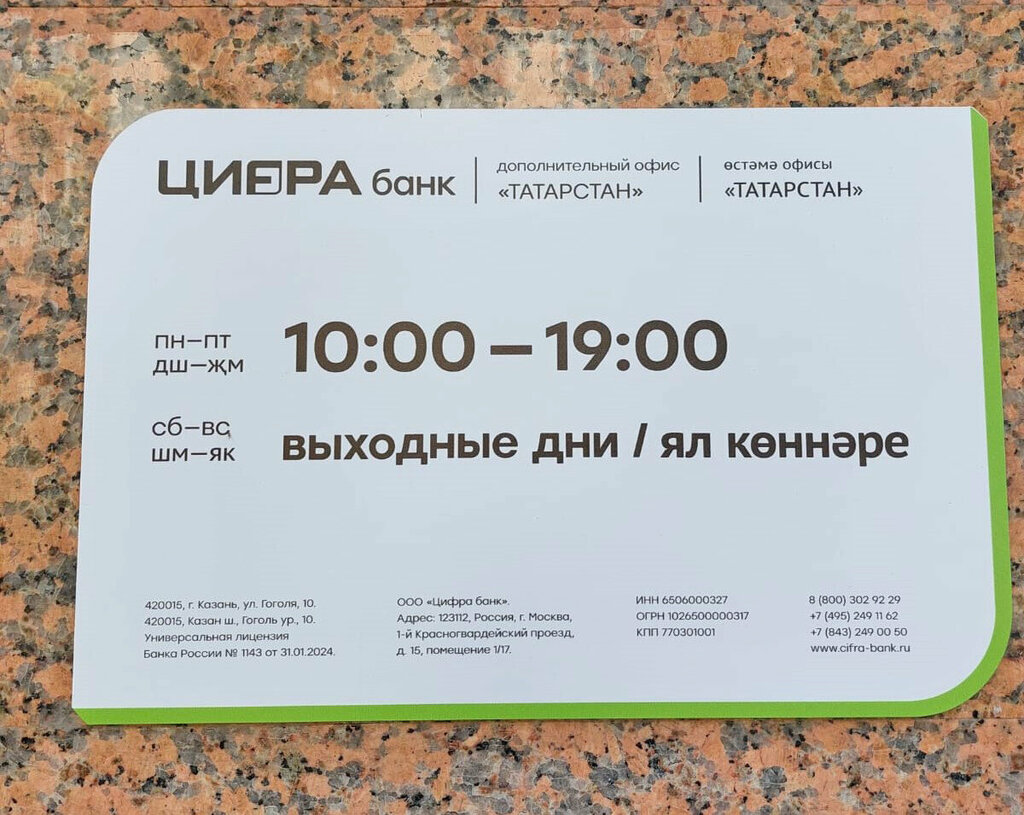 ЦИФРА банк
дополнительный офис
«ТАТАРСТАН»
өстәмә офисы
«ТАТАРСТАН»
пн–пт
дш–җм
10:00 – 19:00
сб–вс
шм–як
выходные дни / ял көннәре
420015, г. Казань, ул. Гоголя, 10.
420015, Казан ш., Гоголь ур., 10.
Универсальная лицензия
Банка России № 1143 от 31.01.2024.
ООО «Цифра банк».
Адрес: 123112, Россия, г. Москва,
1-й Красногвардейский проезд,
д. 15, помещение 1/17.
ИНН 6506000327
ОГРН 1026500000317
КПП 770301001
8 (800) 302 92 29
+7 (495) 249 11 62
+7 (843) 249 00 50
www.cifra-bank.ru